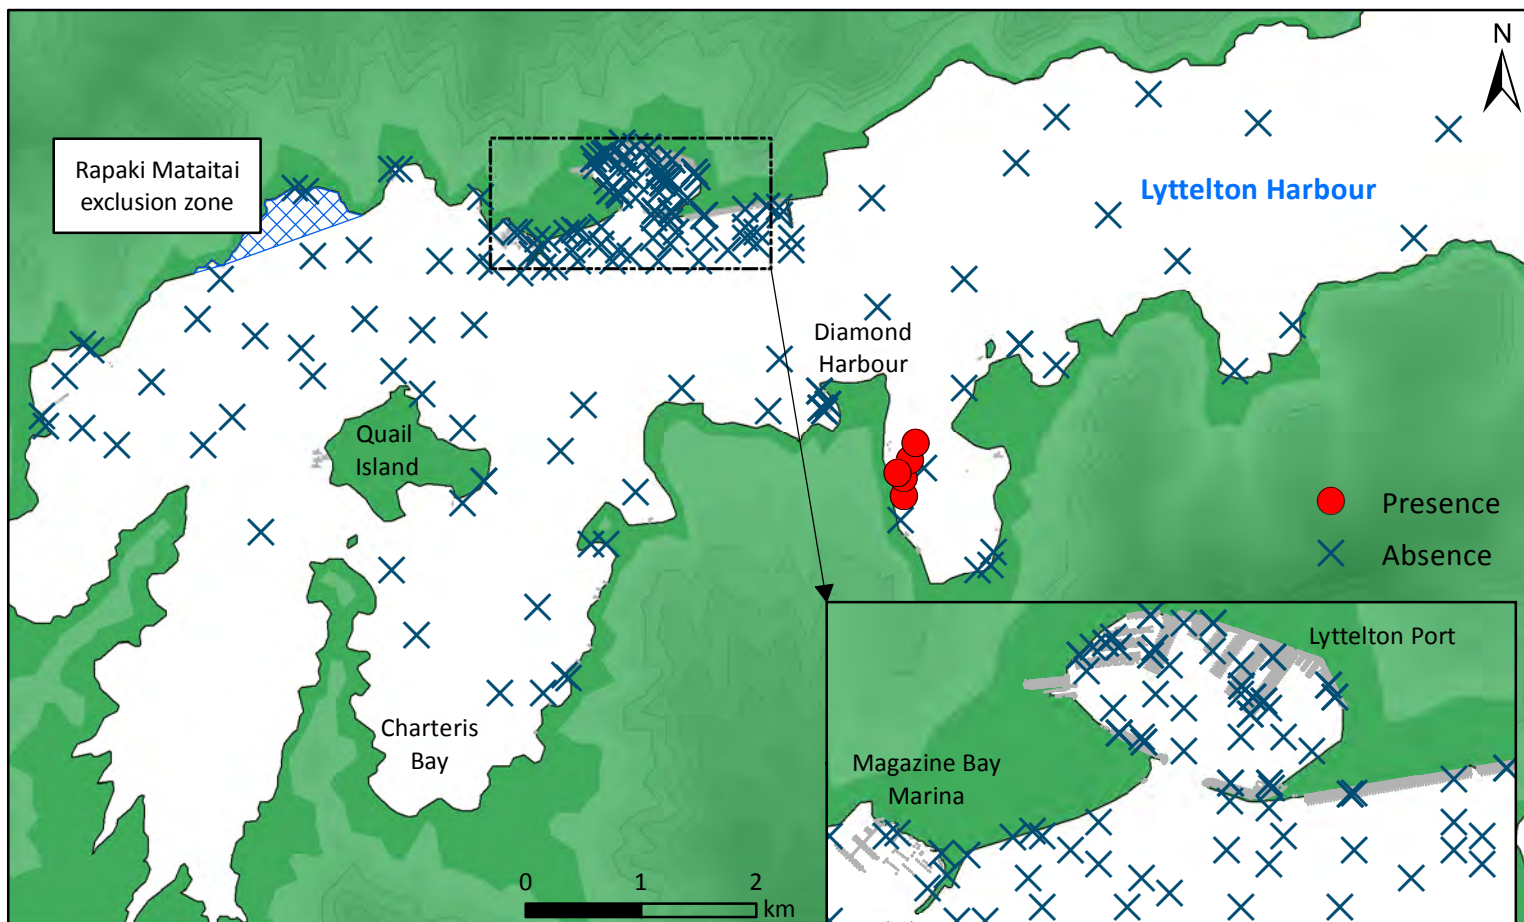 N
Rapaki Mataitai
exclusion zone
Lyttelton Harbour
Diamond
Harbour
Quail
Island
Presence
Absence
Charteris
Bay
Lyttelton Port
Magazine Bay
Marina
0 1 2
km